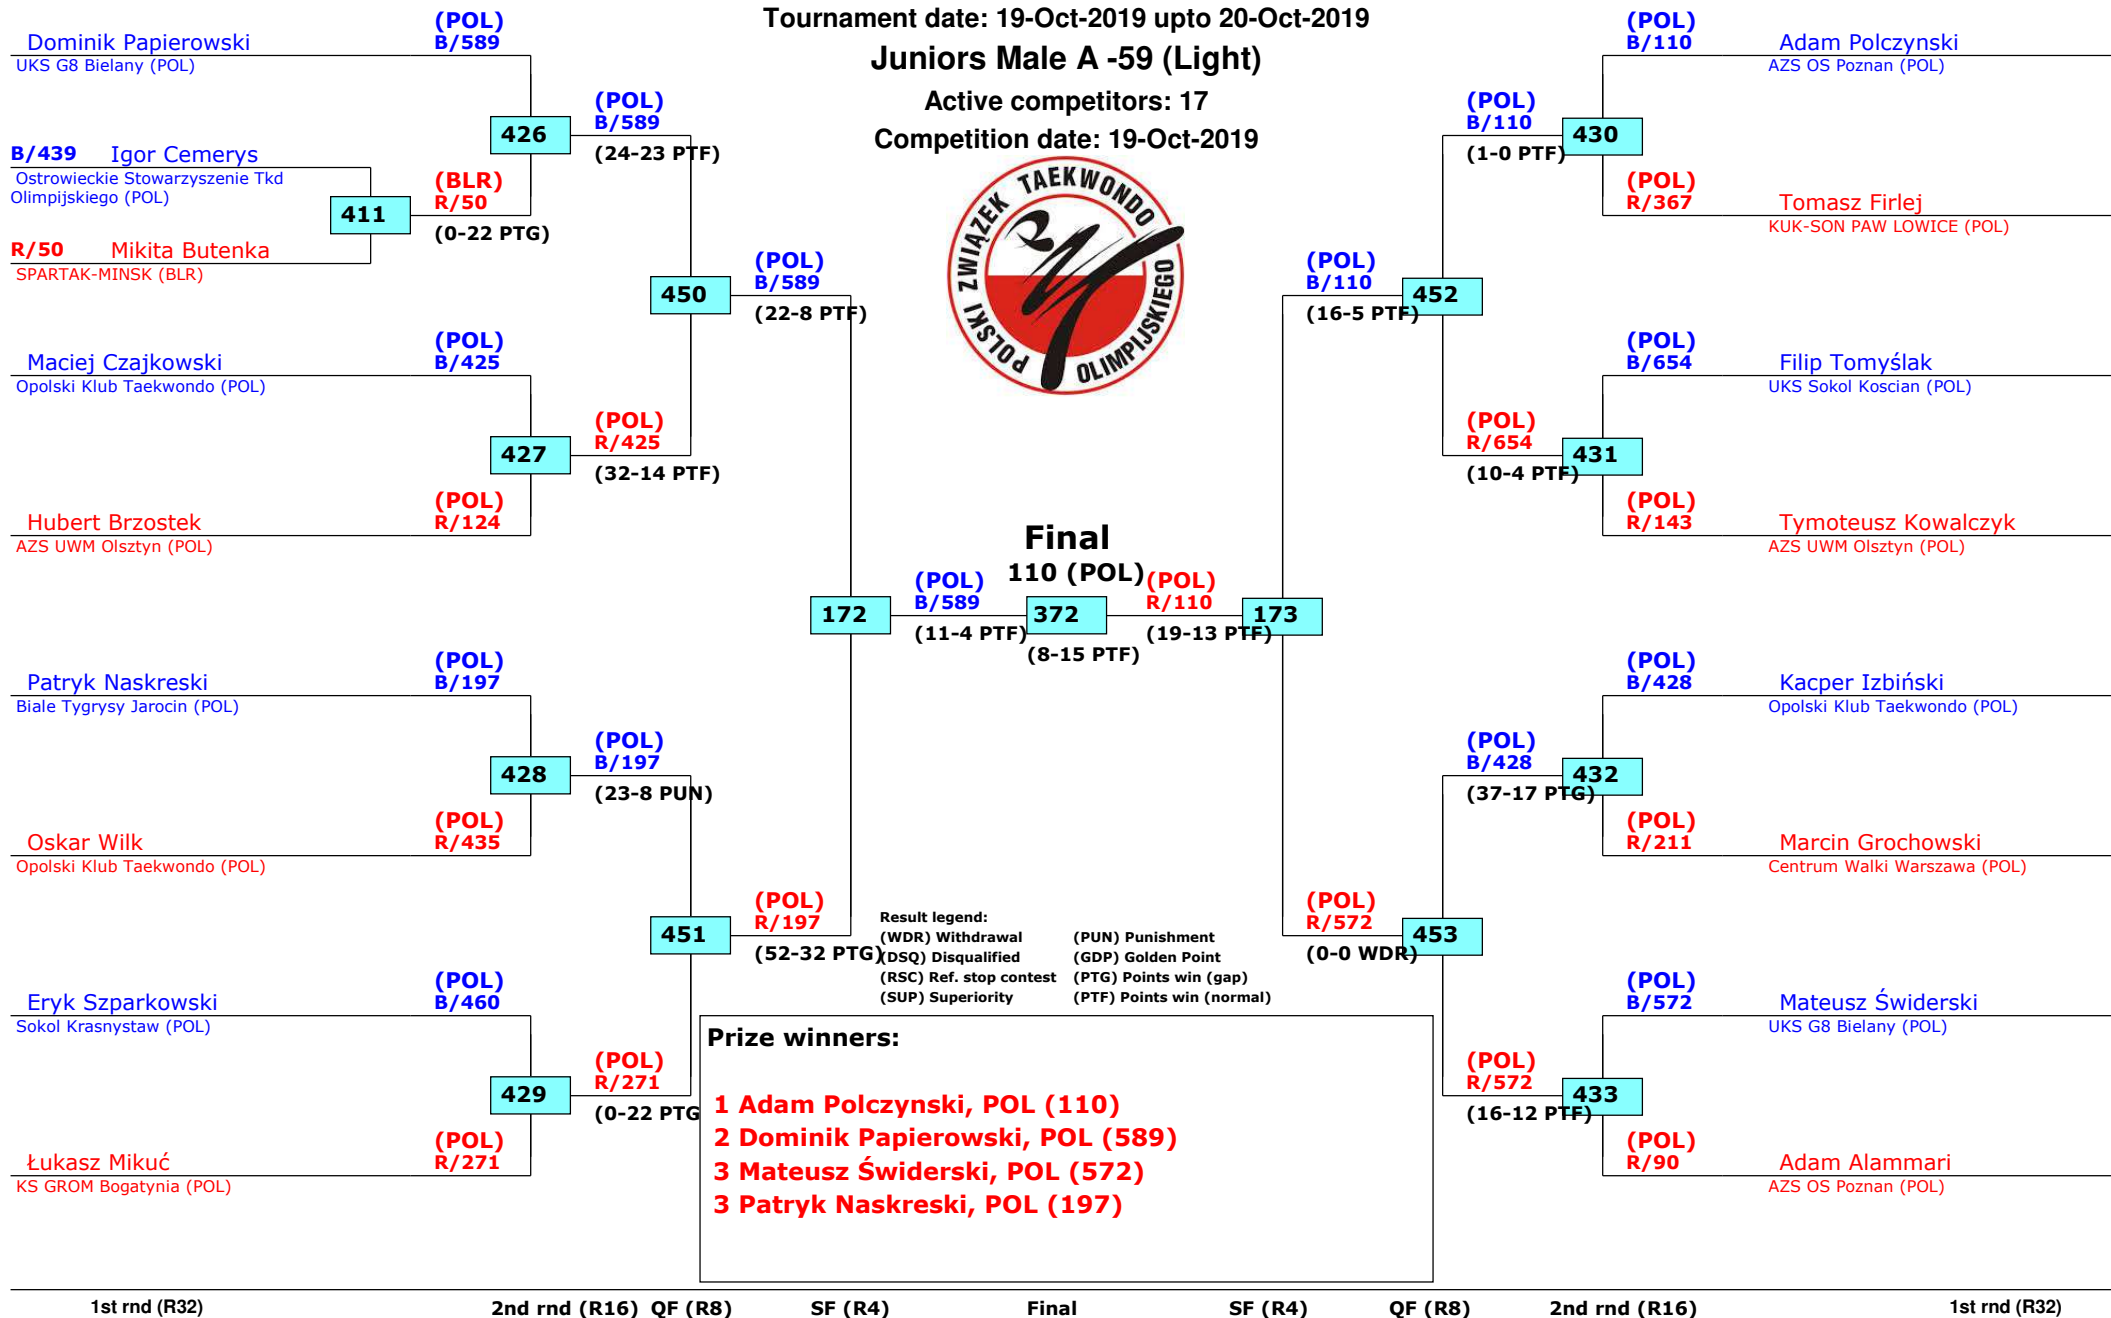 Tournament date: 19-Oct-2019 upto 20-Oct-2019
Juniors Male A -59 (Light)
Active competitors: 17
Competition date: 19-Oct-2019
POLSKI ZWIĄZEK TAEKWONDO OLIMPIJSKIEGO
Dominik Papierowski
UKS G8 Bielany (POL)
(POL)
B/589
B/439 Igor Cemerys
Ostrowieckie Stowarzyszenie Tkd
Olimpijskiego (POL)
R/50 Mikita Butenka
SPARTAK-MINSK (BLR)
411
(BLR)
R/50
(0-22 PTG)
426
(POL)
B/589
(24-23 PTF)
Maciej Czajkowski
Opolski Klub Taekwondo (POL)
(POL)
B/425
Hubert Brzostek
AZS UWM Olsztyn (POL)
(POL)
R/124
427
(POL)
R/425
(32-14 PTF)
450
(POL)
B/589
(22-8 PTF)
Patryk Naskreski
Biale Tygrysy Jarocin (POL)
(POL)
B/197
Oskar Wilk
Opolski Klub Taekwondo (POL)
(POL)
R/435
428
(POL)
B/197
(23-8 PUN)
Eryk Szparkowski
Sokol Krasnystaw (POL)
(POL)
B/460
Łukasz Mikuć
KS GROM Bogatynia (POL)
(POL)
R/271
429
(POL)
R/271
(0-22 PTG
451
(POL)
R/197
(52-32 PTG)
172
(POL)
B/589
(11-4 PTF)
Final
110 (POL)
372
(8-15 PTF)
(POL)
R/110
(19-13 PTF)
173
(POL)
B/110
(16-5 PTF)
452
(POL)
B/110
(1-0 PTF)
430
(POL)
B/110
Adam Polczynski
AZS OS Poznan (POL)
(POL)
R/367
Tomasz Firlej
KUK-SON PAW LOWICE (POL)
(POL)
R/654
(10-4 PTF)
431
(POL)
B/654
Filip Tomyślak
UKS Sokol Koscian (POL)
(POL)
R/143
Tymoteusz Kowalczyk
AZS UWM Olsztyn (POL)
(POL)
R/572
(0-0 WDR)
453
(POL)
B/428
(37-17 PTG)
432
(POL)
B/428
Kacper Izbiński
Opolski Klub Taekwondo (POL)
(POL)
R/211
Marcin Grochowski
Centrum Walki Warszawa (POL)
(POL)
R/572
(16-12 PTF)
433
(POL)
B/572
Mateusz Świderski
UKS G8 Bielany (POL)
(POL)
R/90
Adam Alammari
AZS OS Poznan (POL)
Result legend:
(WDR) Withdrawal (PUN) Punishment
(DSQ) Disqualified (GDP) Golden Point
(RSC) Ref. stop contest (PTG) Points win (gap)
(SUP) Superiority (PTF) Points win (normal)
Prize winners:
1 Adam Polczynski, POL (110)
2 Dominik Papierowski, POL (589)
3 Mateusz Świderski, POL (572)
3 Patryk Naskreski, POL (197)
1st rnd (R32) 2nd rnd (R16) QF (R8) SF (R4) Final SF (R4) QF (R8) 2nd rnd (R16) 1st rnd (R32)